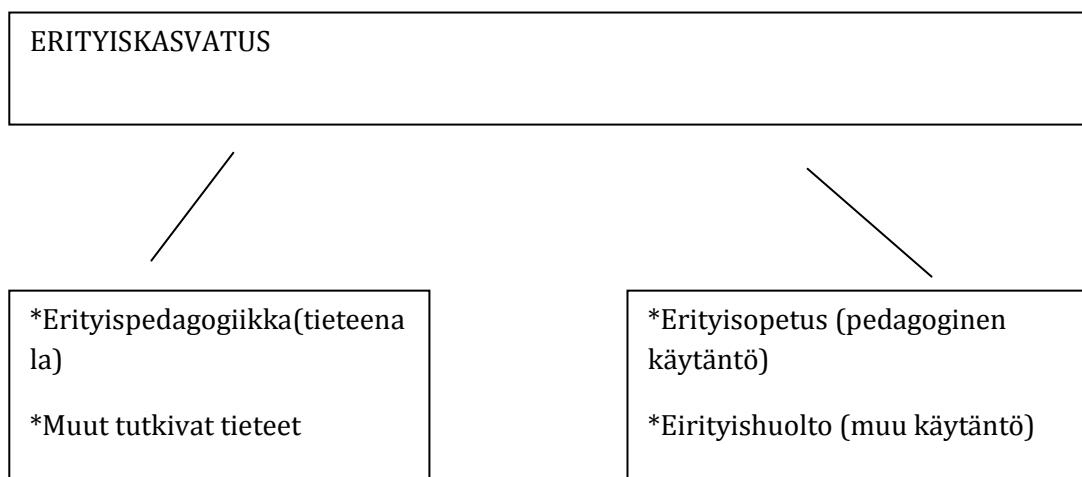 ERITYISKASVATUS
*Erityispedagogiikka(tieteena
la)
*Muut tutkivat tieteet
*Erityisopetus (pedagoginen
käytäntö)
*Eirityishuolto (muu käytäntö)